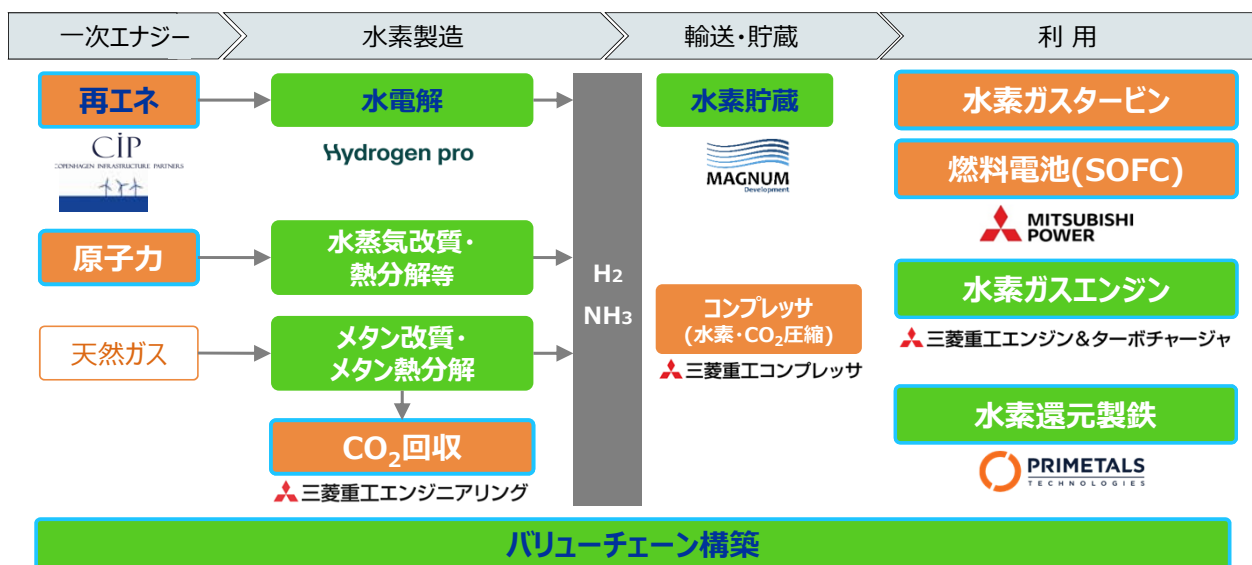 一次エナジー
水素製造
輸送・貯蔵
利 用
再エネ
CIP
COPENHAGEN INFRASTRUCTURE PARTNERS
水電解
Hydrogen pro
原子力
水蒸気改質・
熱分解等
天然ガス
メタン改質・
メタン熱分解
CO₂回収
三菱重工エンジニアリング
H2
NH3
水素貯蔵
MAGNUM
Development
コンプレッサ
(水素・CO₂圧縮)
三菱重工コンプレッサ
水素ガスタービン
燃料電池(SOFC)
MITSUBISHI
POWER
水素ガスエンジン
三菱重工エンジン&ターボチャージャ
水素還元製鉄
PRIMETALS
TECHNOLOGIES
バリューチェーン構築